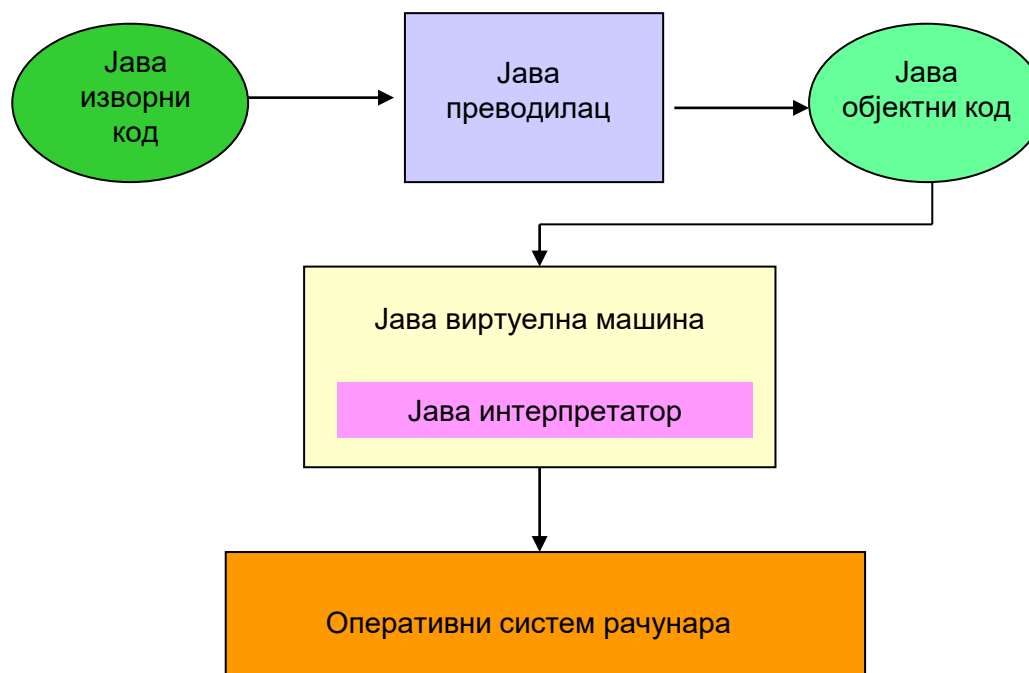 Јава
изворни
код
Јава
преводилац
Јава
објектни код
Јава виртуелна машина
Јава интерпретатор
Оперативни систем рачунара